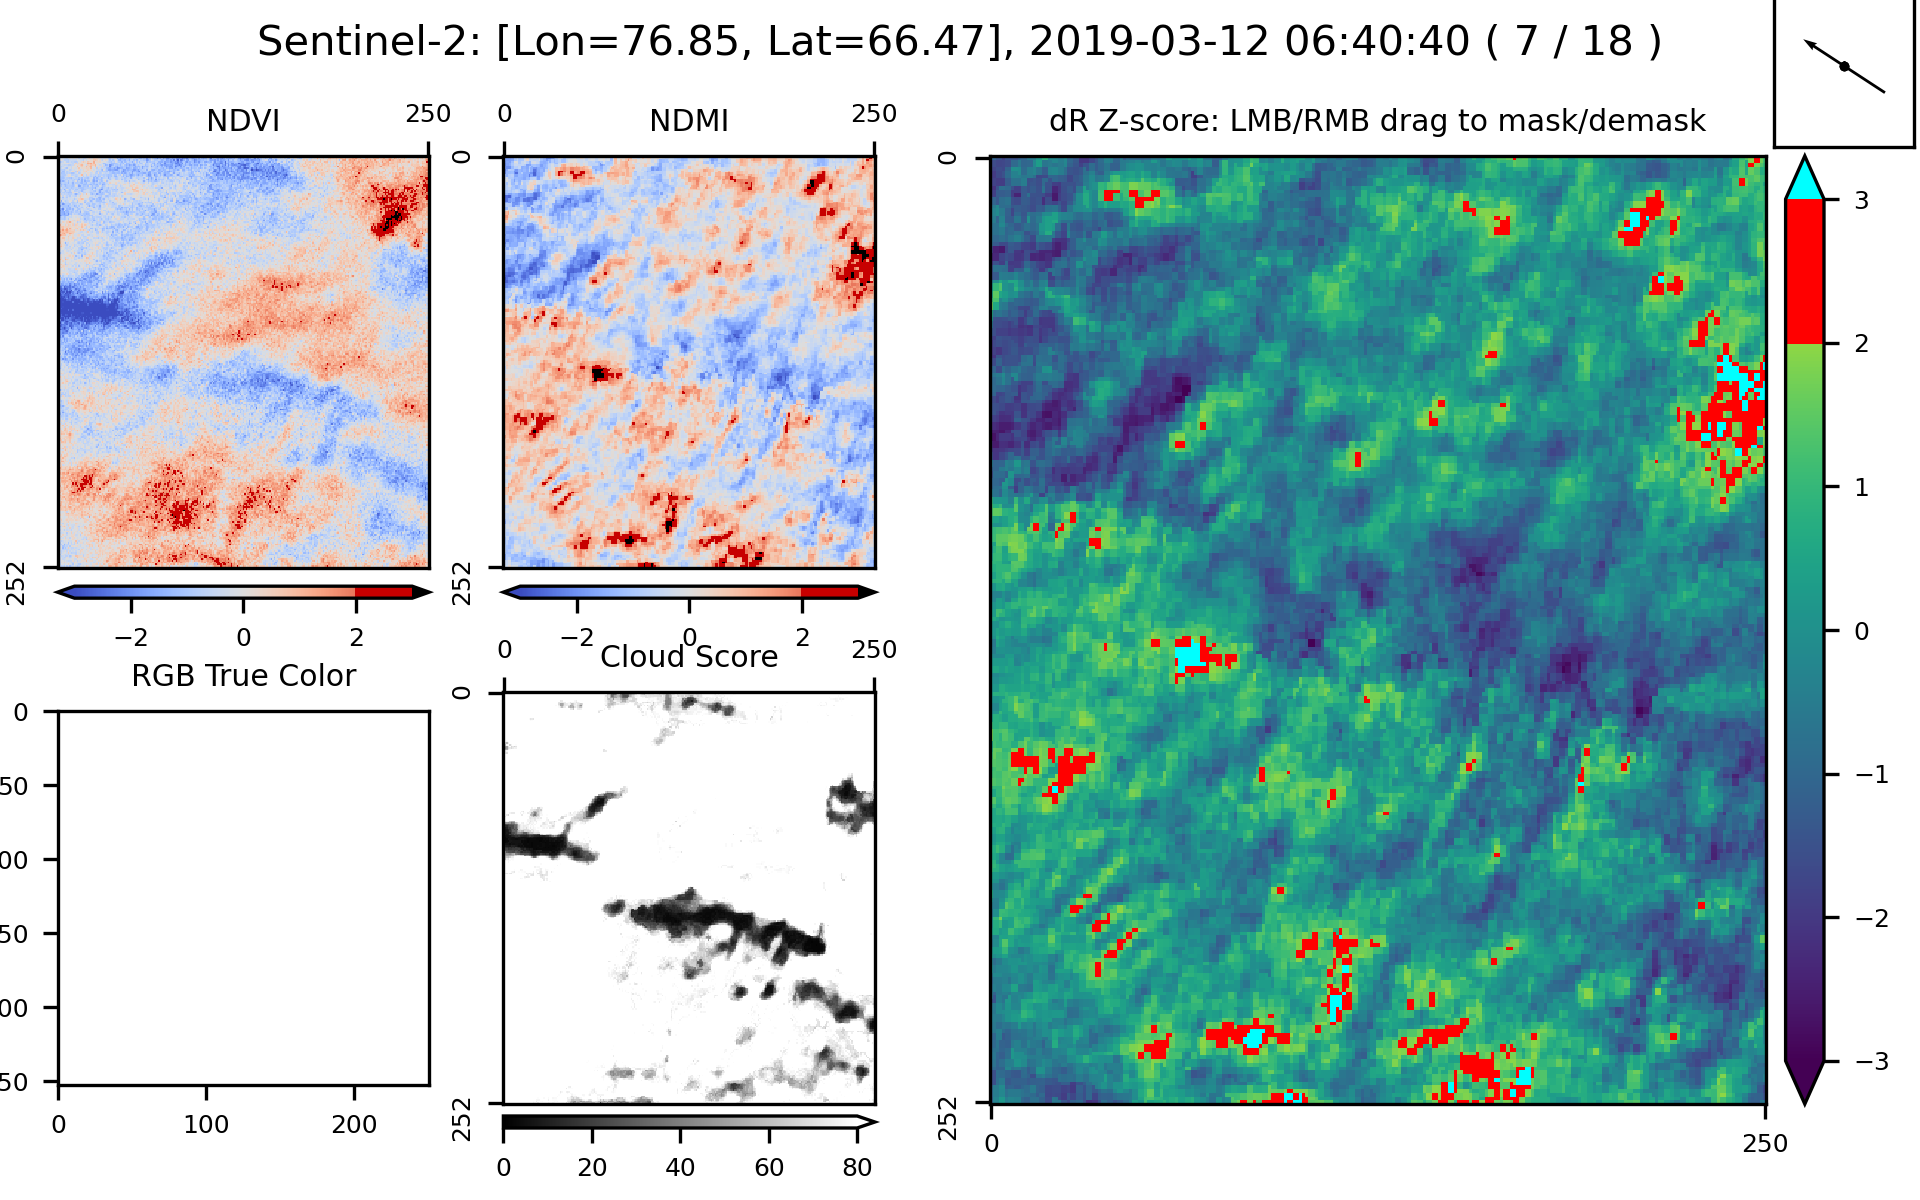 Sentinel-2: [Lon=76.85, Lat=66.47], 2019-03-12 06:40:40 ( 7 / 18 )
0 NDVI 250
0 NDMI 250
dR Z-score: LMB/RMB drag to mask/demask
0
0
0
252
252
−2 0 2
−2 0 2
3
2
1
0
−1
−2
−3
RGB True Color
0 Cloud Score 250
0
50
00
50
00
50
0 100 200
0
252
0 20 40 60 80
252
0 250